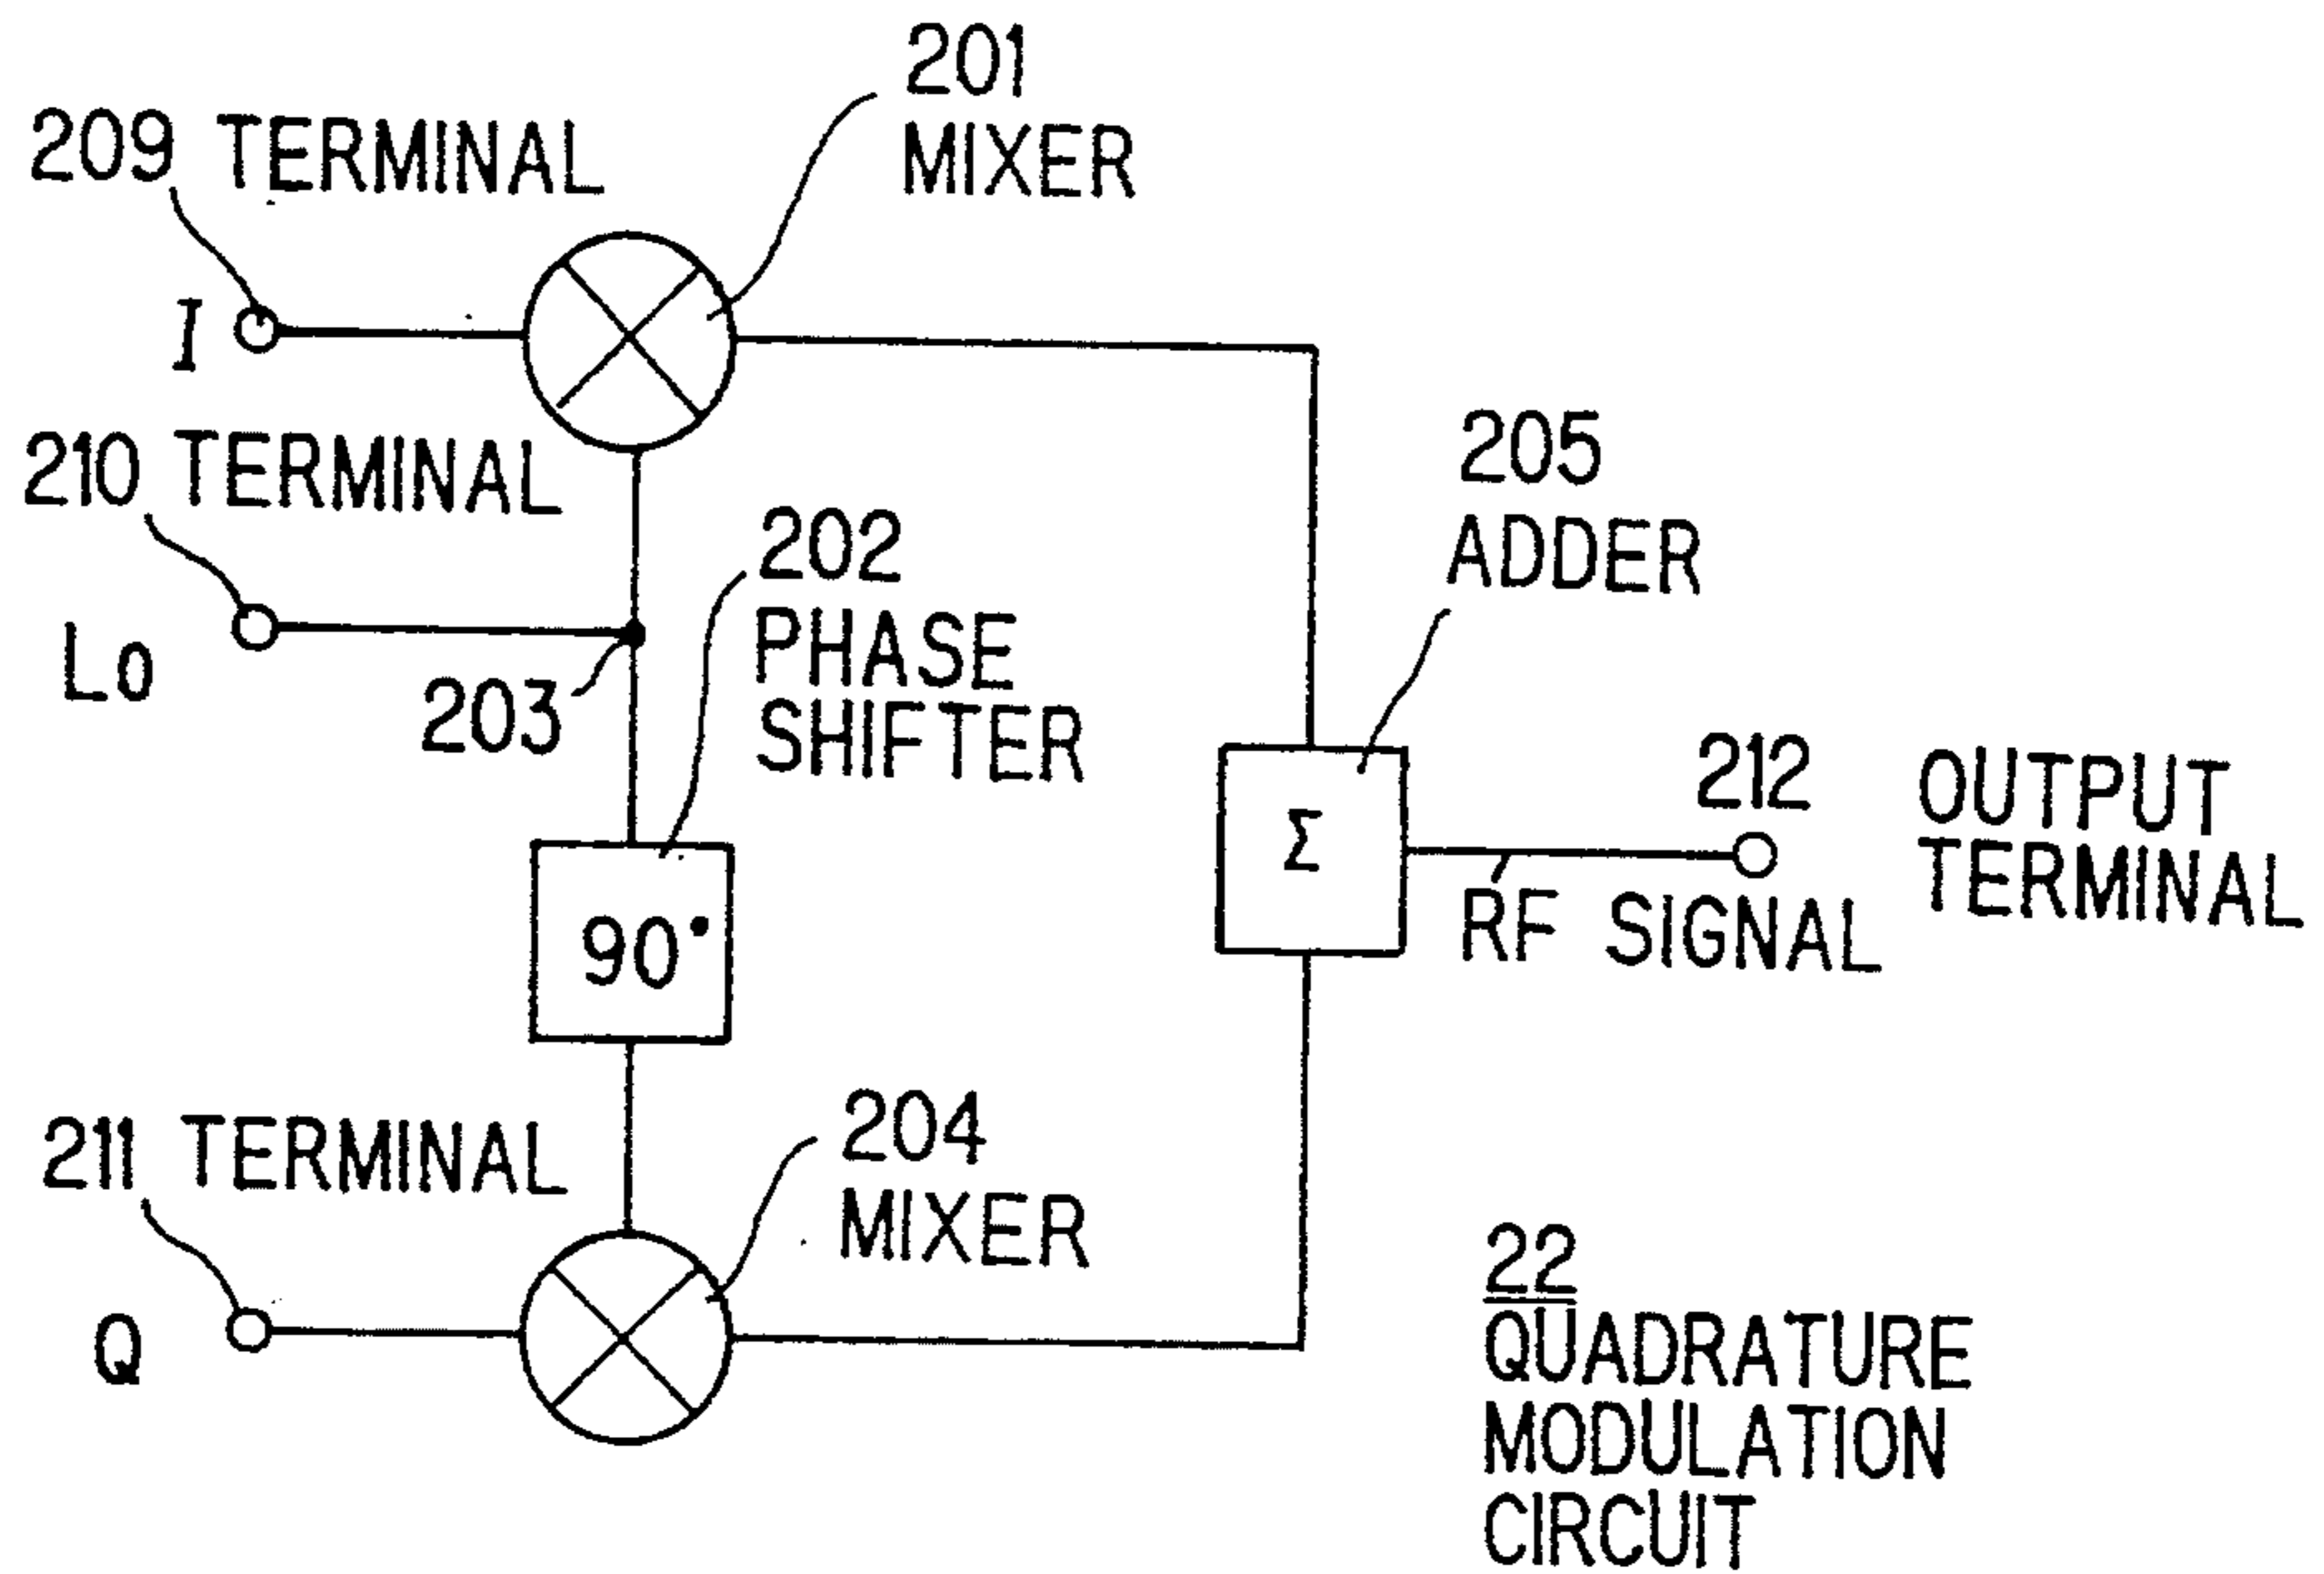 201
MIXER
209 TERMINAL
I
210 TERMINAL
Lo
203
202
PHASE
SHIFTER
205
ADDER
Σ
212
OUTPUT
TERMINAL
RF SIGNAL
90°
211 TERMINAL
Q
204
MIXER
22
QUADRATURE
MODULATION
CIRCUIT